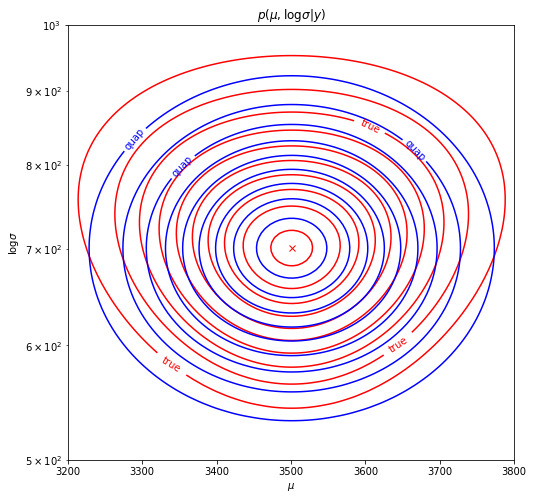 p(μ, logσ|y)
10³
9 × 10²
8 × 10²
7 × 10²
6 × 10²
5 × 10²
logσ
3200 3300 3400 3500 3600 3700 3800
μ
true
quap
quap
quap
true
true